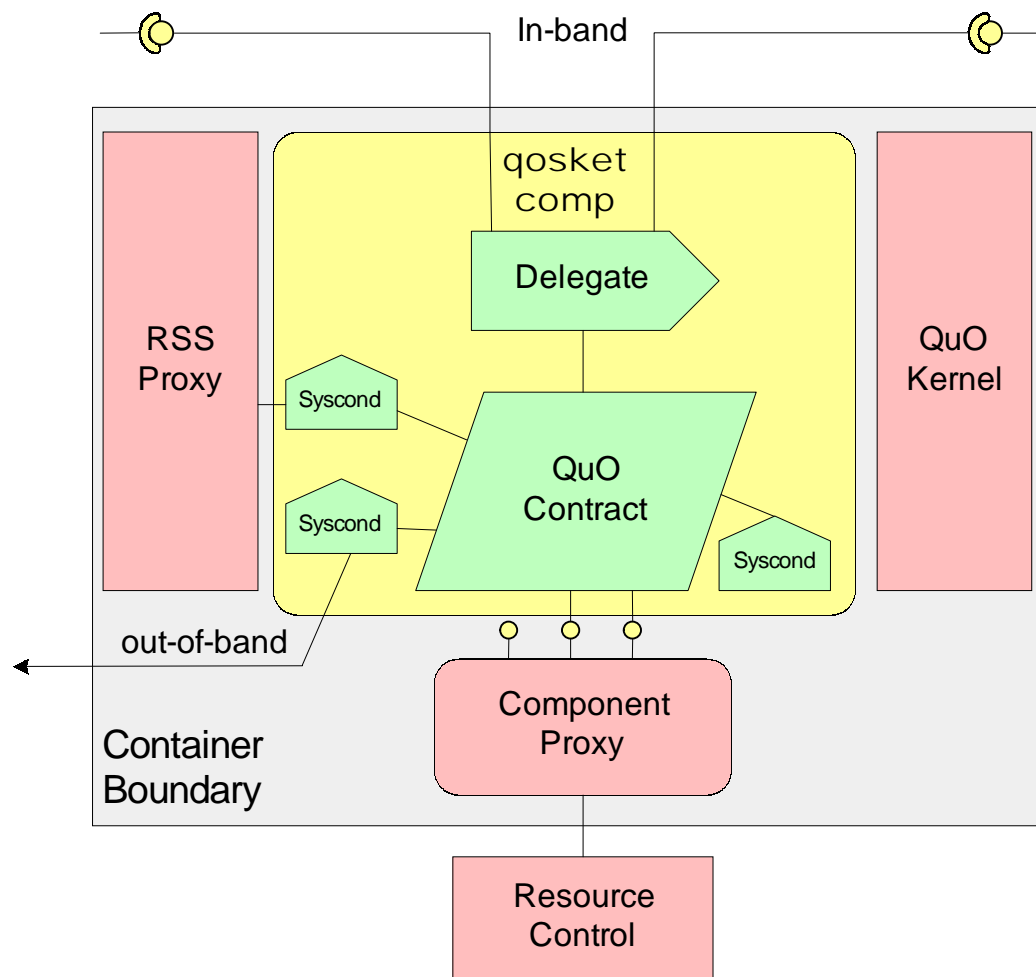 In-band
qosket
comp
Delegate
RSS
Proxy
QuO
Kernel
Syscond
QuO
Contract
Syscond
Syscond
out-of-band
Component
Proxy
Container
Boundary
Resource
Control